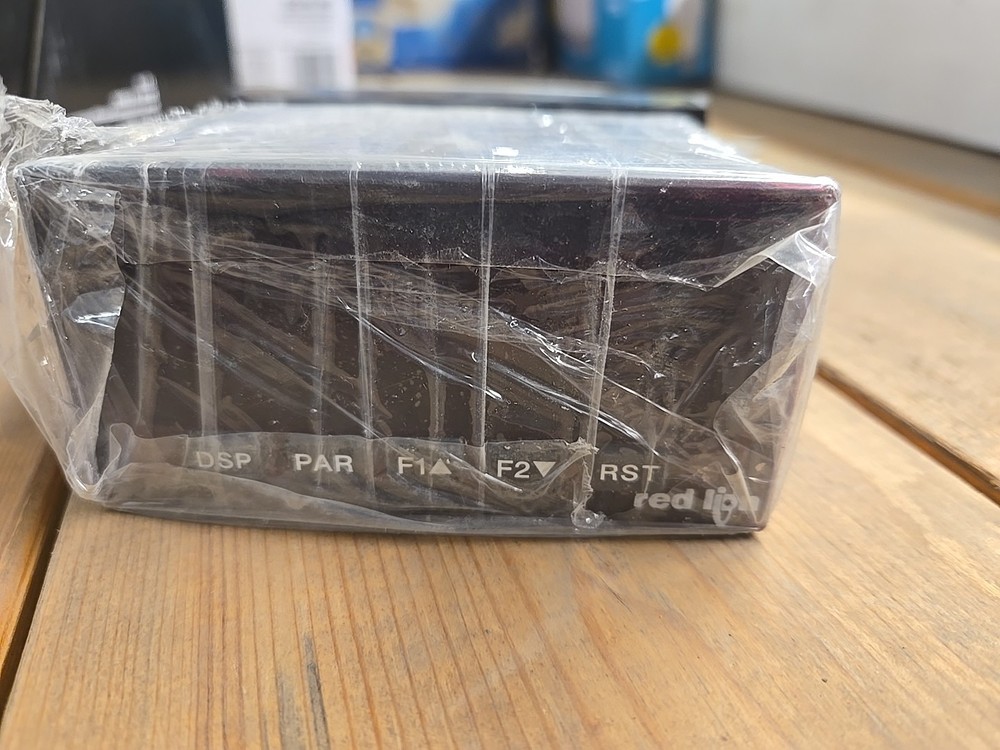 DSP PAR F1▲ F2▼ RST
red lion